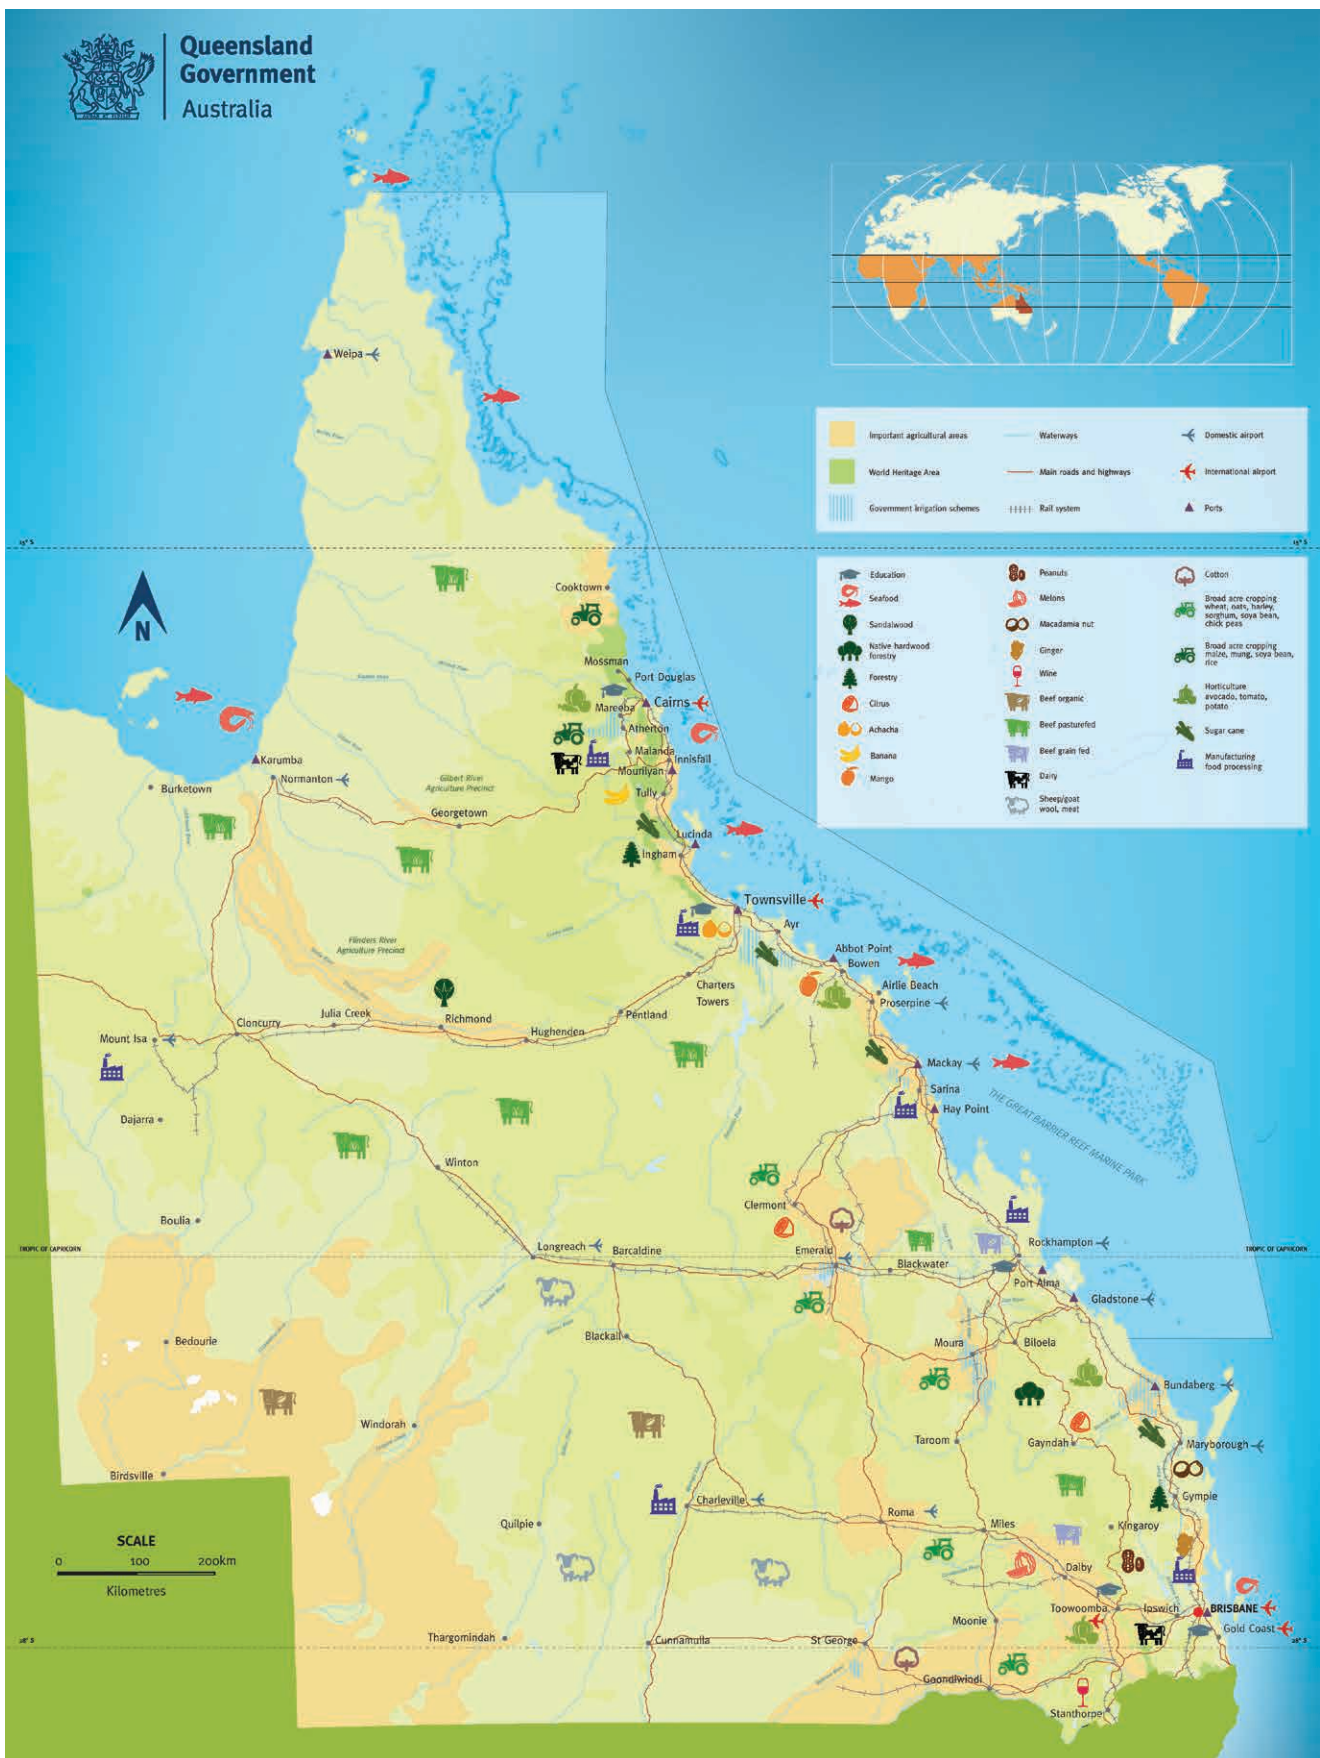 Queensland
Government
Australia
Important agricultural areas
World Heritage Area
Government irrigation schemes
Waterways
Main roads and highways
Rail system
Domestic airport
International airport
Ports
Education
Seafood
Sandalwood
Native hardwood
forestry
Forestry
Citrus
Achacha
Banana
Mango
Peanuts
Melons
Macadamia nut
Ginger
Wine
Beef organic
Beef pasturefed
Beef grain fed
Dairy
Sheep/goat
wool, meat
Cotton
Broad acre cropping
wheat, oats, barley,
sorghum, soya bean,
chick peas
Broad acre cropping
maize, mung, soya bean,
rice
Horticulture
avocado, tomato,
potato
Sugar cane
Manufacturing
food processing
Weipa
15° S
15° S
N
Cooktown
Mossman
Port Douglas
Cairns
Mareeba
Atherton
Malanda
Innisfail
Mourilyan
Tully
Karumba
Normanton
Burketown
Gilbert River
Agriculture Precinct
Georgetown
Lucinda
Ingham
Townsville
Ayr
Flinders River
Agriculture Precinct
Abbot Point
Bowen
Airlie Beach
Proserpine
Charters
Towers
Pentland
Hughenden
Richmond
Julia Creek
Cloncurry
Mount Isa
Dajarra
Mackay
Sarina
Hay Point
THE GREAT BARRIER REEF MARINE PARK
Winton
Clermont
Boulia
TROPIC OF CAPRICORN
TROPIC OF CAPRICORN
Longreach
Barcaldine
Emerald
Blackwater
Rockhampton
Port Alma
Gladstone
Bedourie
Blackall
Moura
Biloela
Bundaberg
Windorah
Taroom
Gayndah
Maryborough
Birdsville
Charleville
Roma
Miles
Gympie
Kingaroy
Quilpie
SCALE
0 100 200km
Kilometres
Dalby
Toowoomba
Ipswich
BRISBANE
Gold Coast
Moonie
Thargomindah
Cunnamulla
St George
28° S
28° S
Goondiwindi
Stanthorpe